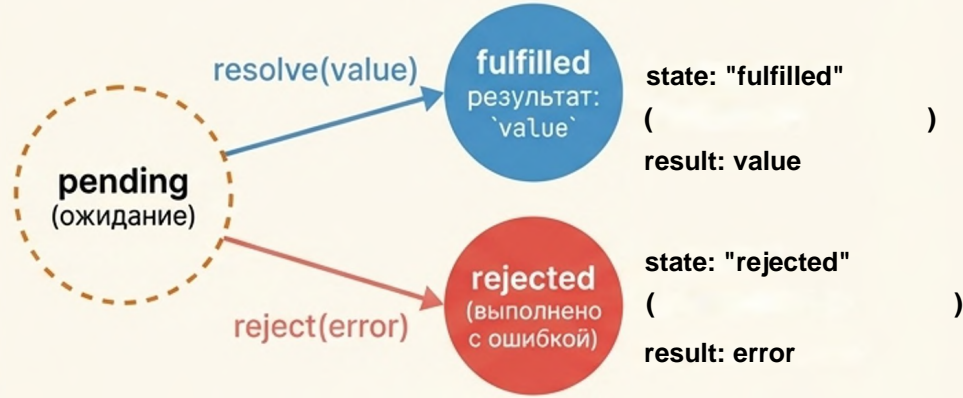 resolve(value)
fulfilled
результат:
`value`
state: "fulfilled"
( )
result: value
pending
(ожидание)
reject(error)
rejected
(выполнено
с ошибкой)
state: "rejected"
( )
result: error